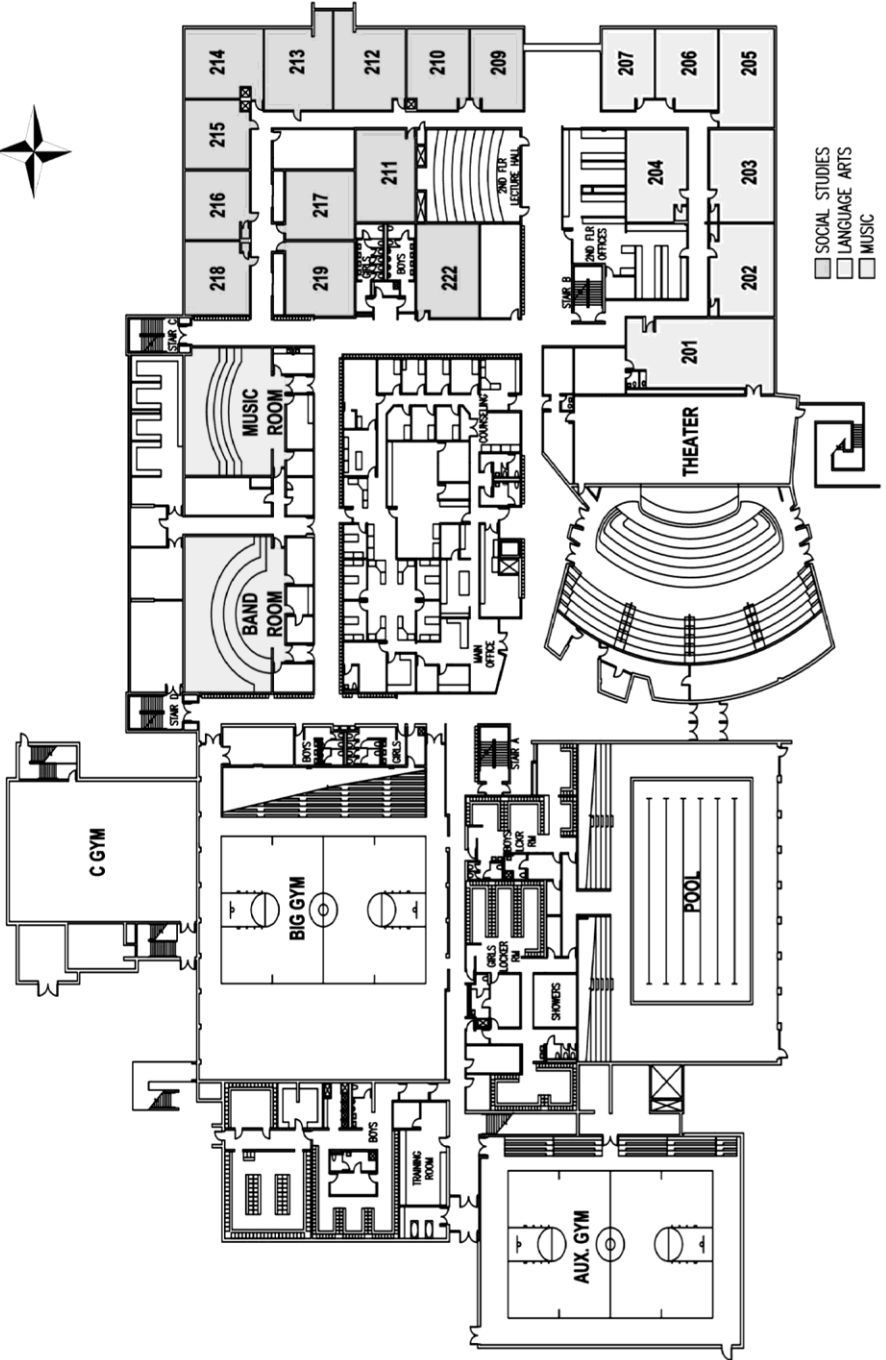 C GYM
STAIR D
STAIR C
218
216
215
214
BAND
ROOM
MUSIC
ROOM
BIG GYM
BOYS
GIRLS
219
217
213
BOYS
GIRLS
BOYS
211
212
TRAINING
ROOM
222
210
2ND FLR
LECTURE HALL
209
MAIN
OFFICE
COUNSELING
GIRLS
LOCKER
RM
BOYS
LCKR
RM
STAIR A
SHOWERS
STAIR B
2ND FLR
OFFICES
AUX. GYM
207
204
POOL
THEATER
201
206
202
203
205
SOCIAL STUDIES
LANGUAGE ARTS
MUSIC